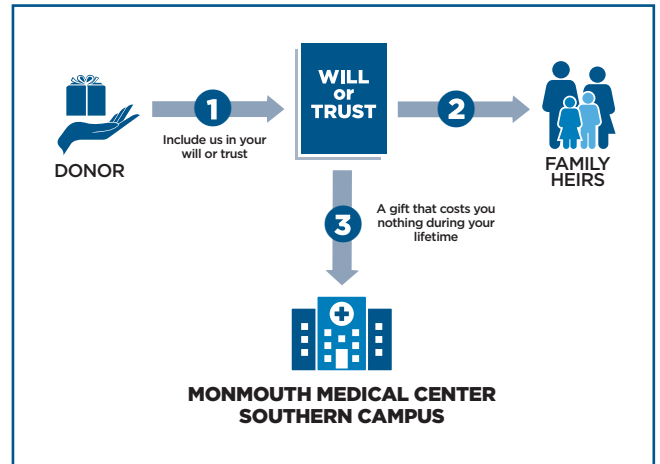 DONOR
1
Include us in your
will or trust
WILL
or
TRUST
2
FAMILY
HEIRS
3
A gift that costs you
nothing during your
lifetime
MONMOUTH MEDICAL CENTER
SOUTHERN CAMPUS